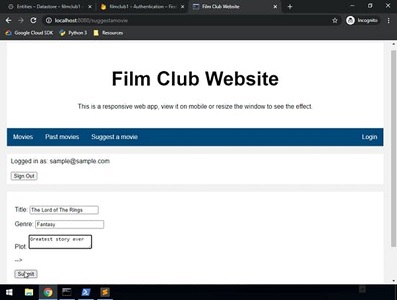 Entities – Datastore – filmclub1
filmclub1 – Authentication – Fire
Film Club Website
localhost:8080/suggestamovie
Incognito
Google Cloud SDK Python 3 Resources
Film Club Website
This is a responsive web app, view it on mobile or resize the window to see the effect.
Movies Past movies Suggest a movie Login
Logged in as: sample@sample.com
Sign Out
Title: The Lord of The Rings
Genre: Fantasy
Plot: Greatest story ever
-->
Submit